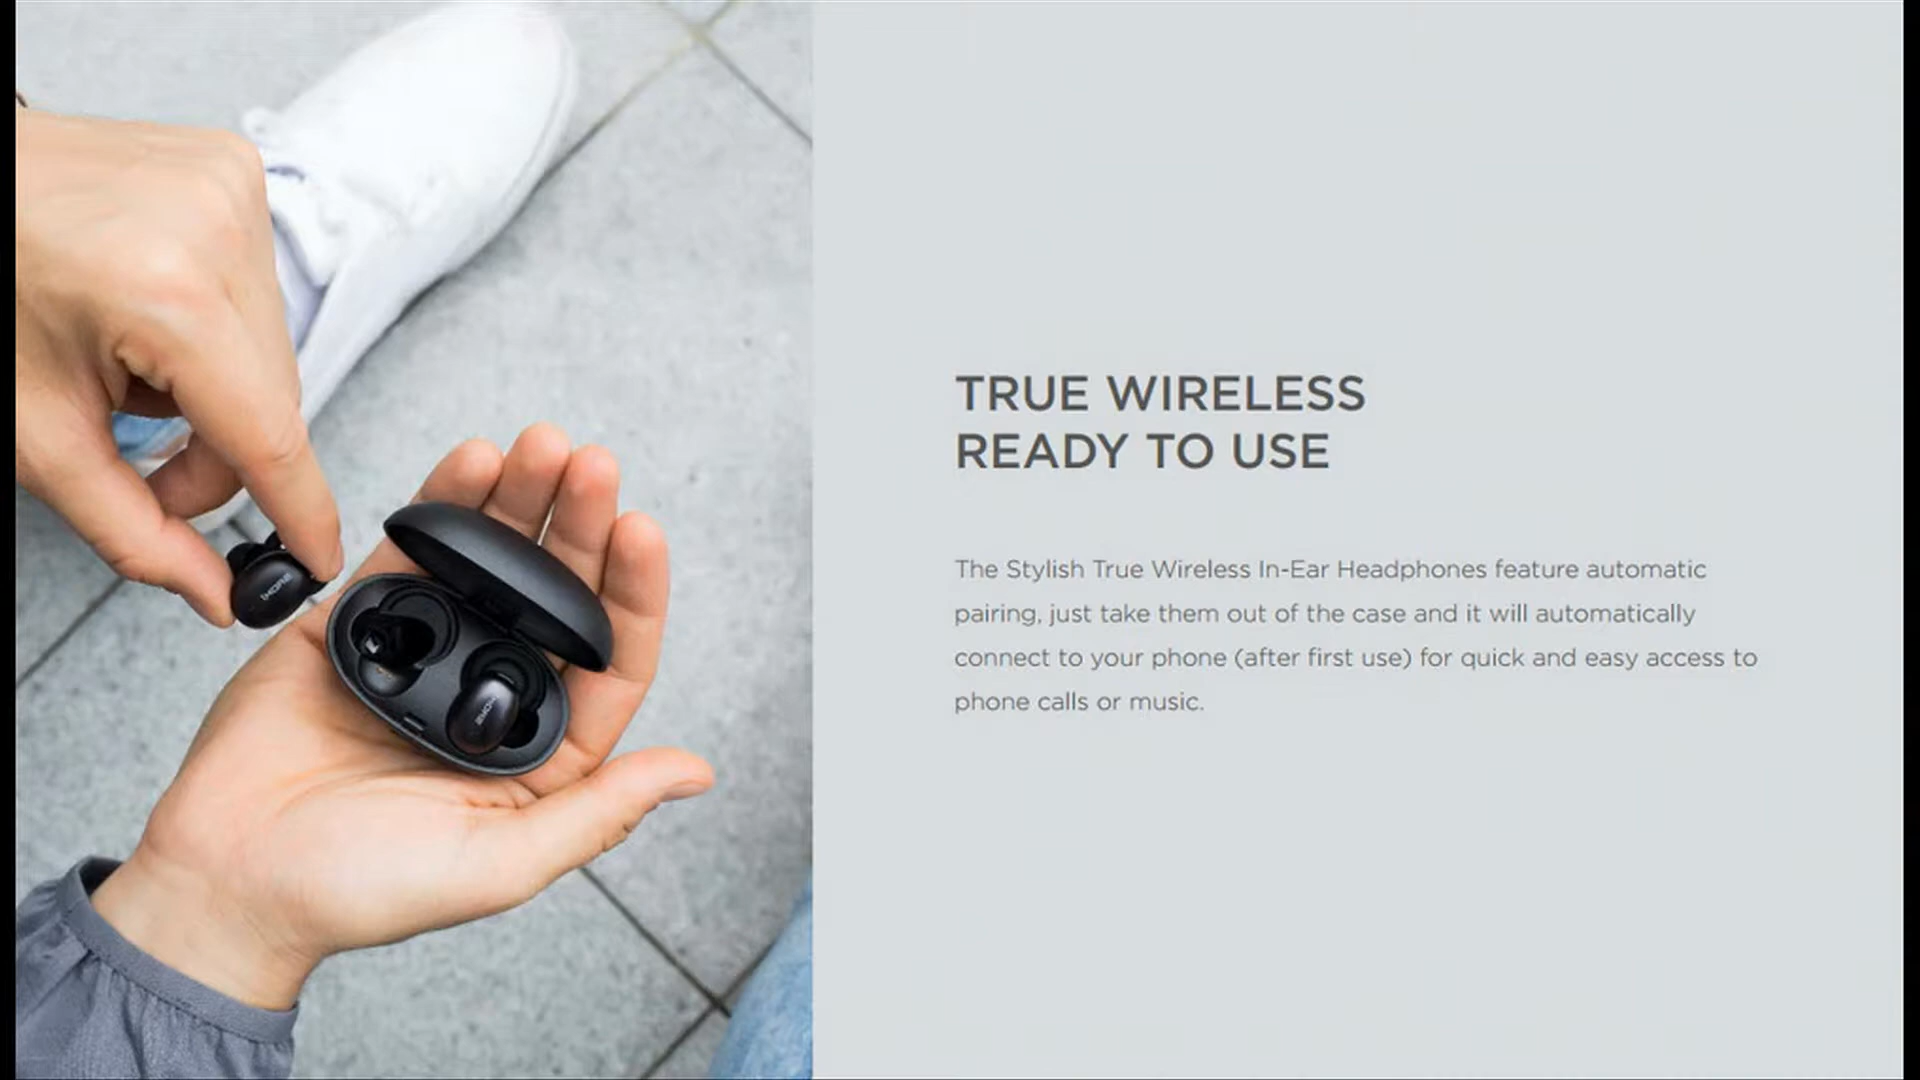 TRUE WIRELESS
READY TO USE
The Stylish True Wireless In-Ear Headphones feature automatic
pairing, just take them out of the case and it will automatically
connect to your phone (after first use) for quick and easy access to
phone calls or music.
1MORE